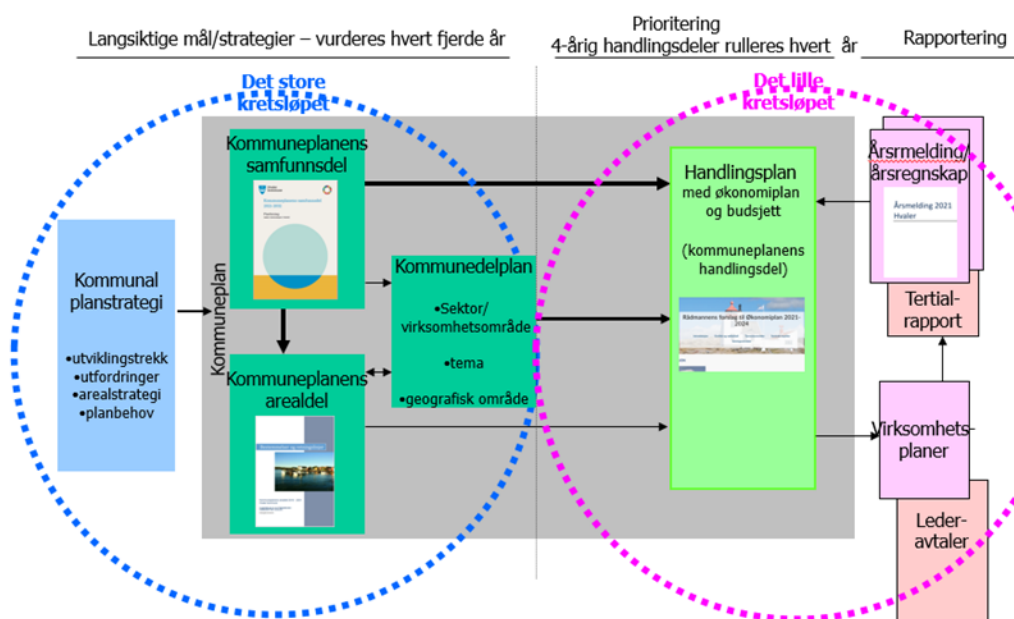 Langsiktige mål/strategier – vurderes hvert fjerde år
Prioritering
4-årig handlingsdeler rulleres hvert år
Rapportering
Det store
kretsløpet
Det lille
kretsløpet
Kommunal
planstrategi
•utviklingstrekk
•utfordringer
•arealstrategi
•planbehov
Kommuneplan
Kommuneplanens
samfunnsdel
Kommuneplanens
arealdel
Kommunedelplan
•Sektor/
virksomhetsområde
•tema
•geografisk område
Handlingsplan
med økonomiplan
og budsjett
(kommuneplanens
handlingsdel)
Rådmannens forslag til Økonomiplan 2021-
2024
Årsrmelding/
årsregnskap
Årsmelding 2021
Hvaler
Tertial-
rapport
Virksomhets-
planer
Leder-
avtaler